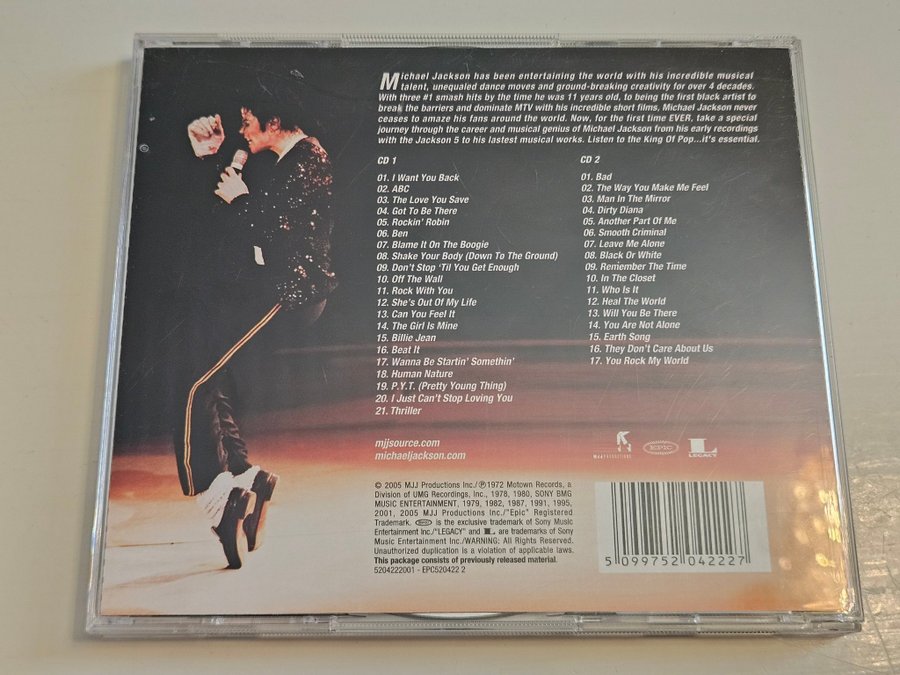 Michael Jackson has been entertaining the world with his incredible musical
talent, unequaled dance moves and ground-breaking creativity for over 4 decades.
With three #1 smash hits by the time he was 11 years old, to being the first black artist to
break the barriers and dominate MTV with his incredible short films, Michael Jackson never
ceases to amaze his fans around the world. Now, for the first time EVER, take a special
journey through the career and musical genius of Michael Jackson from his early recordings
with the Jackson 5 to his lastest musical works. Listen to the King Of Pop...it's essential.
CD 1
01. I Want You Back
02. ABC
03. The Love You Save
04. Got To Be There
05. Rockin' Robin
06. Ben
07. Blame It On The Boogie
08. Shake Your Body (Down To The Ground)
09. Don't Stop 'Til You Get Enough
10. Off The Wall
11. Rock With You
12. She's Out Of My Life
13. Can You Feel It
14. The Girl Is Mine
15. Billie Jean
16. Beat It
17. Wanna Be Startin' Somethin'
18. Human Nature
19. P.Y.T. (Pretty Young Thing)
20. I Just Can't Stop Loving You
21. Thriller
CD 2
01. Bad
02. The Way You Make Me Feel
03. Man In The Mirror
04. Dirty Diana
05. Another Part Of Me
06. Smooth Criminal
07. Leave Me Alone
08. Black Or White
09. Remember The Time
10. In The Closet
11. Who Is It
12. Heal The World
13. Will You Be There
14. You Are Not Alone
15. Earth Song
16. They Don't Care About Us
17. You Rock My World
mjjsource.com
michaeljackson.com
MJJ PRODUCTIONS
EPIC
L
LEGACY
© 2005 MJJ Productions Inc./℗ 1972 Motown Records, a
Division of UMG Recordings, Inc., 1978, 1980, SONY BMG
MUSIC ENTERTAINMENT, 1979, 1982, 1987, 1991, 1995,
2001, 2005 MJJ Productions Inc./"Epic" Registered
Trademark. EPIC is the exclusive trademark of Sony Music
Entertainment Inc./"LEGACY" and L are trademarks of Sony
Music Entertainment Inc./WARNING: All Rights Reserved.
Unauthorized duplication is a violation of applicable laws.
This package consists of previously released material.
5204222001 - EPC520422 2
5 099752 042227